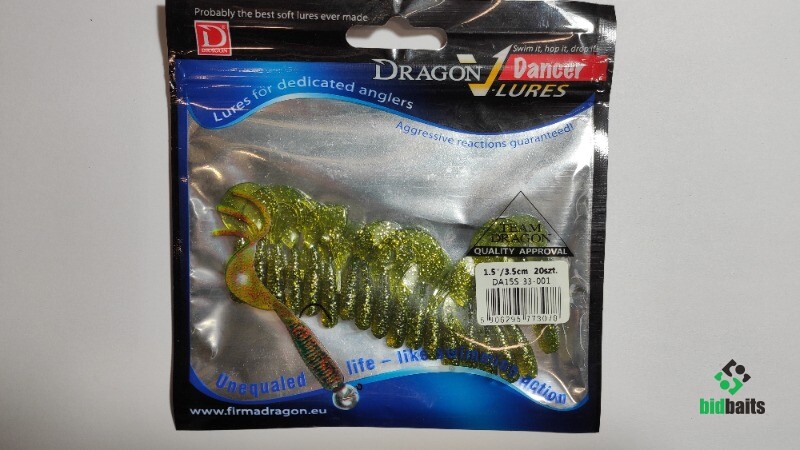 Probably the best soft lures ever made
DRAGON
Swim it, hop it, drop it!
DRAGON
Dancer
V-LURES
Lures for dedicated anglers
Aggressive reactions guaranteed!
TEAM
DRAGON
QUALITY APPROVAL
1.5"/3.5cm 20szt.
DA15S 33-001
Unequaled life – like action
www.firmadragon.eu
bidbaits